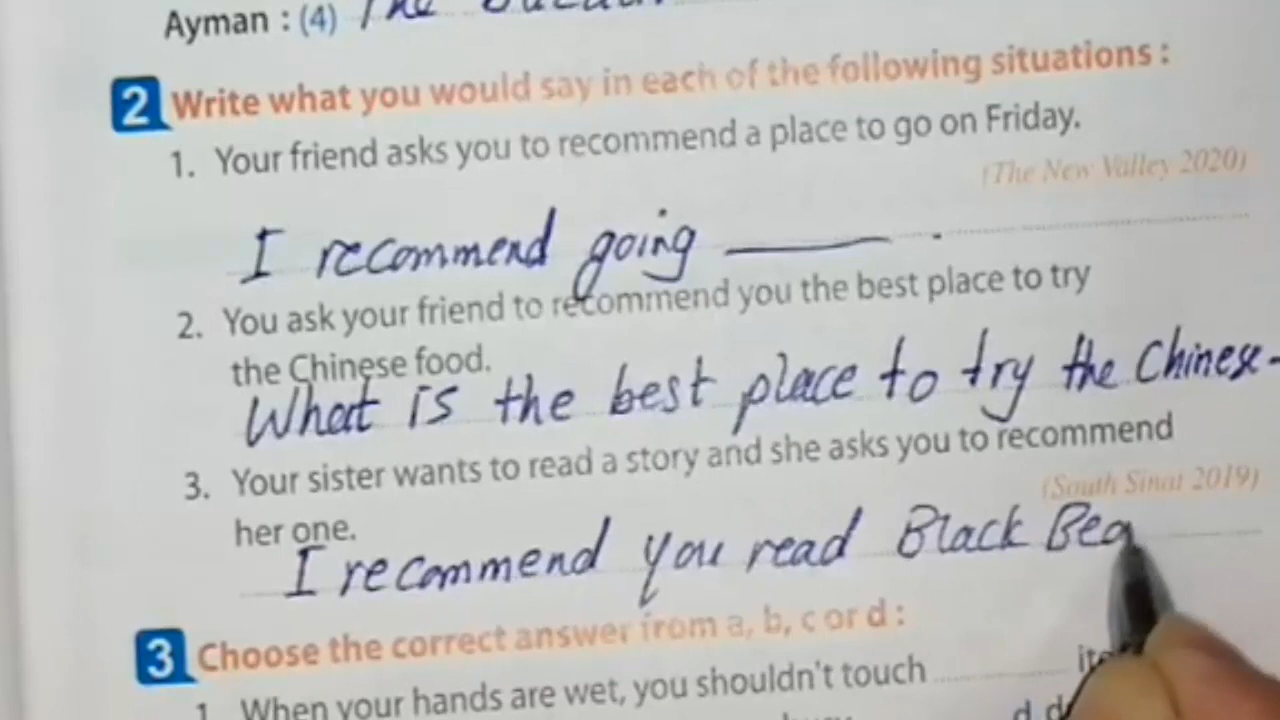 Ayman : (4) The
2 Write what you would say in each of the following situations :
1. Your friend asks you to recommend a place to go on Friday.
(The New Valley 2020)
I recommend going ———.
2. You ask your friend to recommend you the best place to try
the Chinese food.
What is the best place to try the Chinese-
3. Your sister wants to read a story and she asks you to recommend
(South Sinai 2019)
her one.
I recommend you read Black Bea
3 Choose the correct answer from a, b, c or d :
1. When your hands are wet, you shouldn't touch